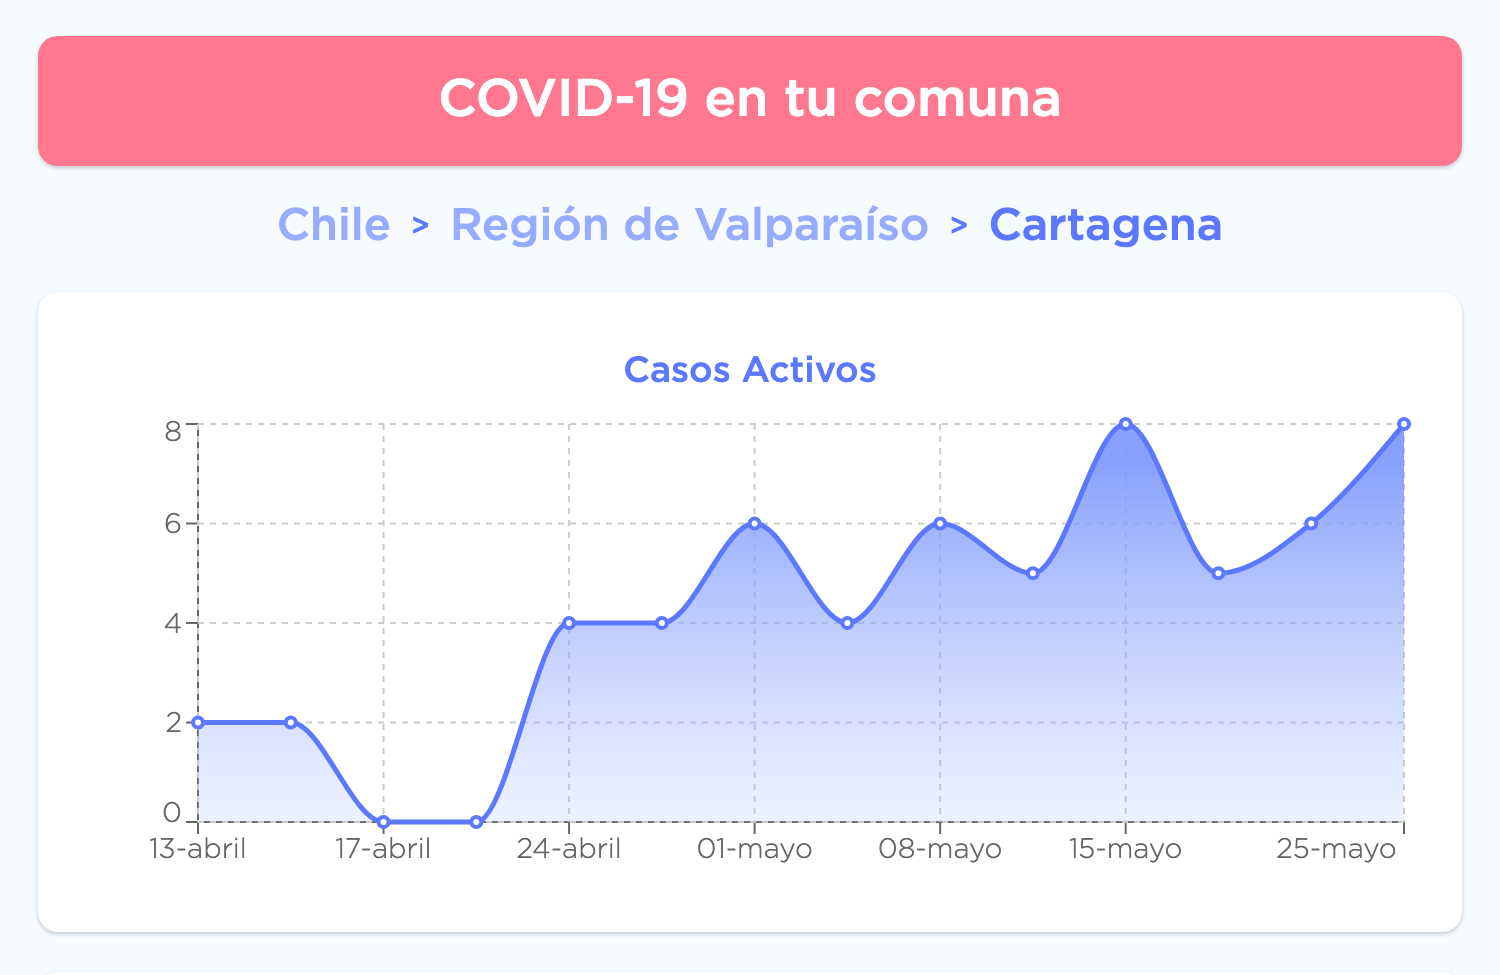 COVID-19 en tu comuna
Chile > Región de Valparaíso > Cartagena
Casos Activos
8
6
4
2
0
13-abril 17-abril 24-abril 01-mayo 08-mayo 15-mayo 25-mayo